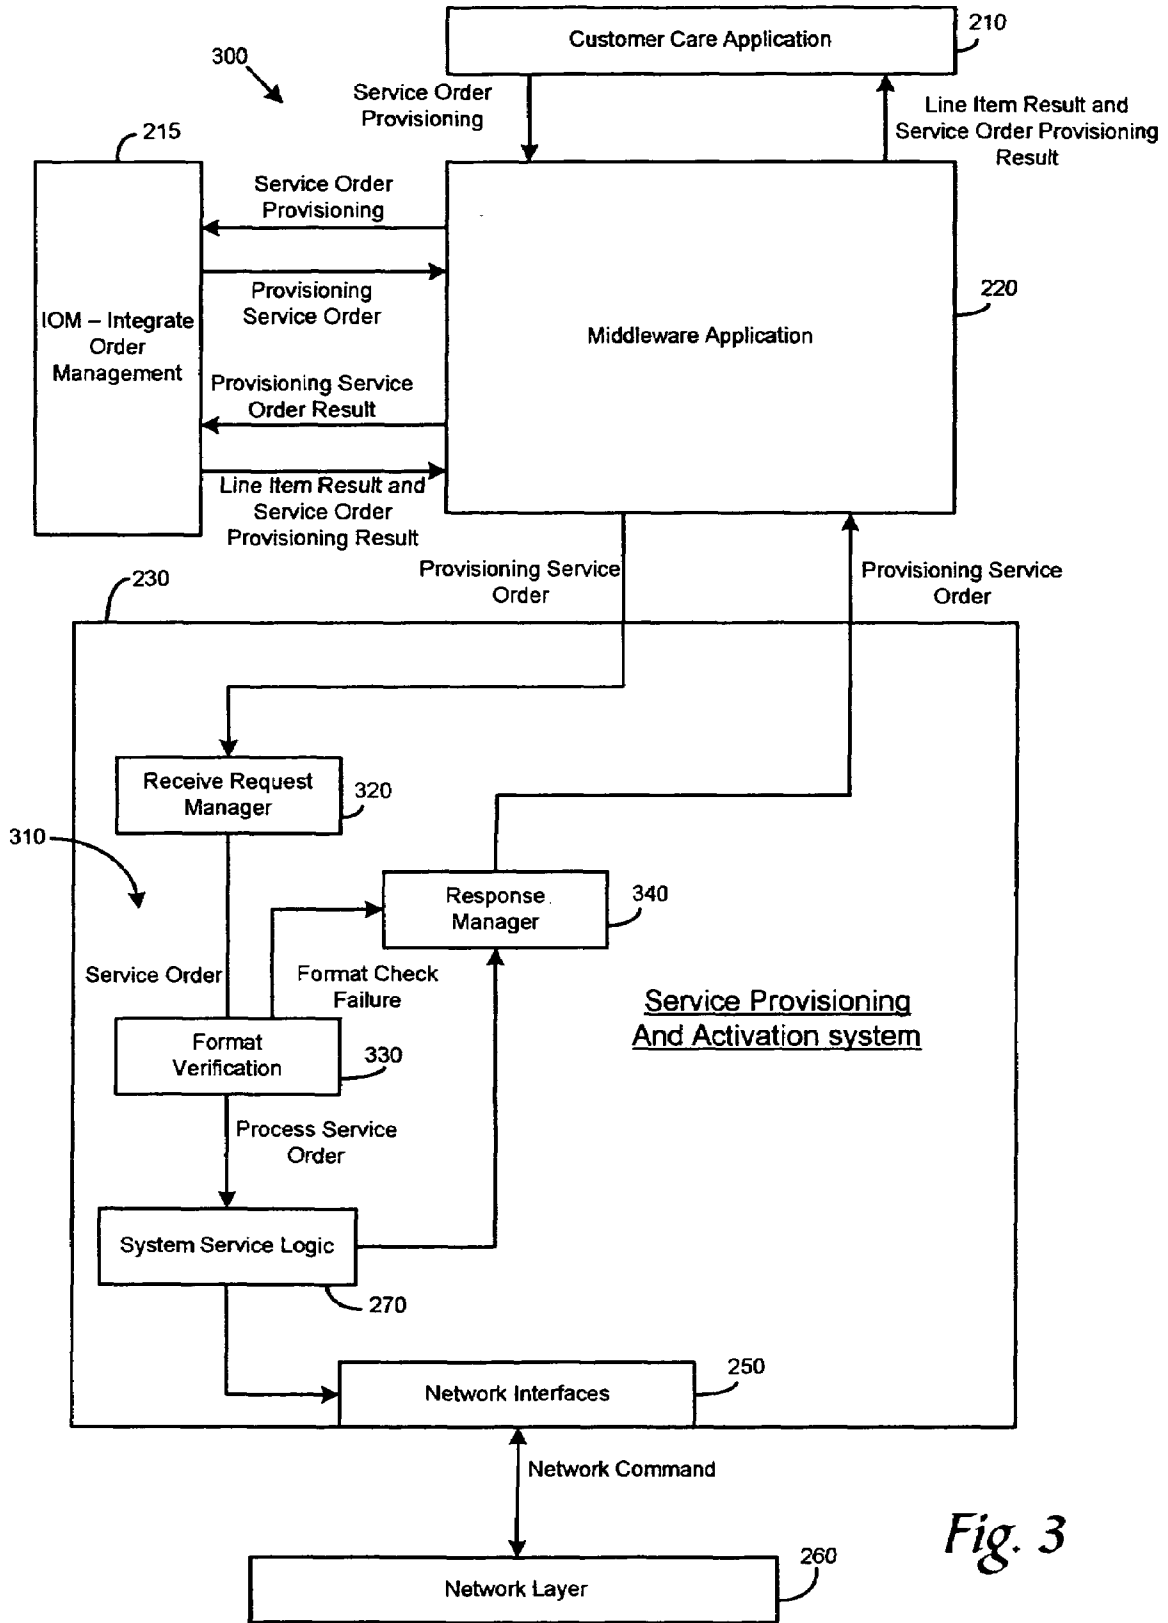 Customer Care Application
210
300
Service Order
Provisioning
Line Item Result and
Service Order Provisioning
Result
215
Service Order
Provisioning
Provisioning
Service Order
220
IOM – Integrate
Order
Management
Middleware Application
Provisioning Service
Order Result
Line Item Result and
Service Order
Provisioning Result
Provisioning Service
Order
Provisioning Service
Order
230
Receive Request
Manager
320
310
Response
Manager
340
Service Order
Format Check
Failure
Service Provisioning
And Activation system
Format
Verification
330
Process Service
Order
System Service Logic
270
Network Interfaces
250
Network Command
Fig. 3
Network Layer
260